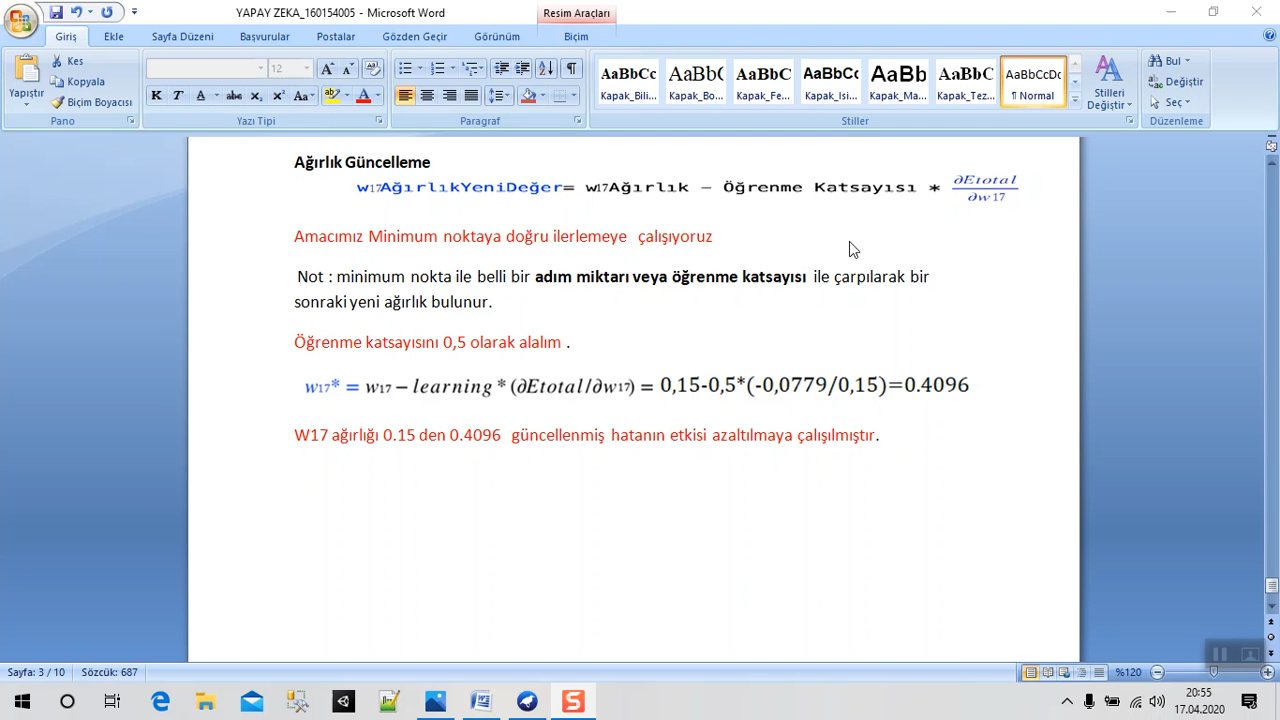 YAPAY ZEKA_160154005 - Microsoft Word
Resim Araçları
Giriş Ekle Sayfa Düzeni Başvurular Postalar Gözden Geçir Görünüm Biçim
Yapıştır
Kes
Kopyala
Biçim Boyacısı
Pano
12
K T A abc x₂ x² Aa
Yazı Tipi
Paragraf
AaBbCc AaBb( AaBbC AaBbCc AaBb AaBbC AaBbCcDc
Kapak_Bili... Kapak_Bo... Kapak_Fe... Kapak_Isi... Kapak_Ma... Kapak_Tez... ¶ Normal
Stilleri Değiştir
Stiller
Bul
Değiştir
Seç
Düzenleme
Ağırlık Güncelleme
w17AğırlıkYeniDeğer= w17Ağırlık – Öğrenme Katsayısı * ∂Etotal/∂w17
Amacımız Minimum noktaya doğru ilerlemeye çalışıyoruz
Not : minimum nokta ile belli bir adım miktarı veya öğrenme katsayısı ile çarpılarak bir
sonraki yeni ağırlık bulunur.
Öğrenme katsayısını 0,5 olarak alalım .
w17* = w17 – learning * (∂Etotal/∂w17) = 0,15-0,5*(-0,0779/0,15)=0.4096
W17 ağırlığı 0.15 den 0.4096 güncellenmiş hatanın etkisi azaltılmaya çalışılmıştır.
Sayfa: 3 / 10 Sözcük: 687
%120
20:55
17.04.2020